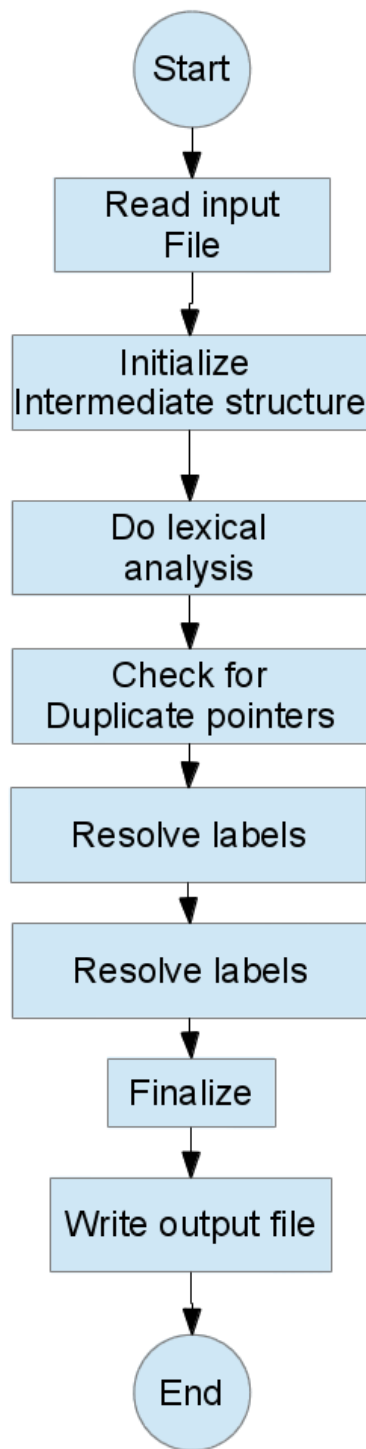 Start
Read input
File
Initialize
Intermediate structure
Do lexical
analysis
Check for
Duplicate pointers
Resolve labels
Resolve labels
Finalize
Write output file
End